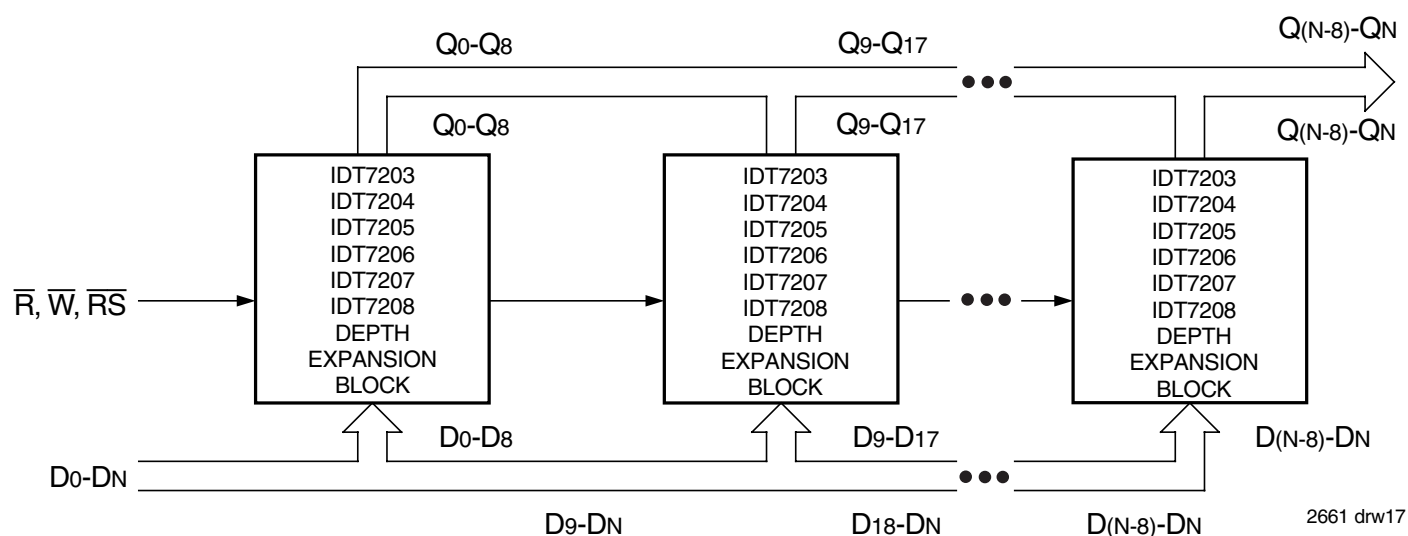 Q0-Q8
Q9-Q17
Q(N-8)-QN
Q0-Q8
Q9-Q17
Q(N-8)-QN
IDT7203
IDT7204
IDT7205
IDT7206
IDT7207
IDT7208
DEPTH
EXPANSION
BLOCK
IDT7203
IDT7204
IDT7205
IDT7206
IDT7207
IDT7208
DEPTH
EXPANSION
BLOCK
IDT7203
IDT7204
IDT7205
IDT7206
IDT7207
IDT7208
DEPTH
EXPANSION
BLOCK
R̅, W̅, R̅S̅
D0-D8
D9-D17
D(N-8)-DN
D0-DN
D9-DN
D18-DN
D(N-8)-DN
2661 drw17